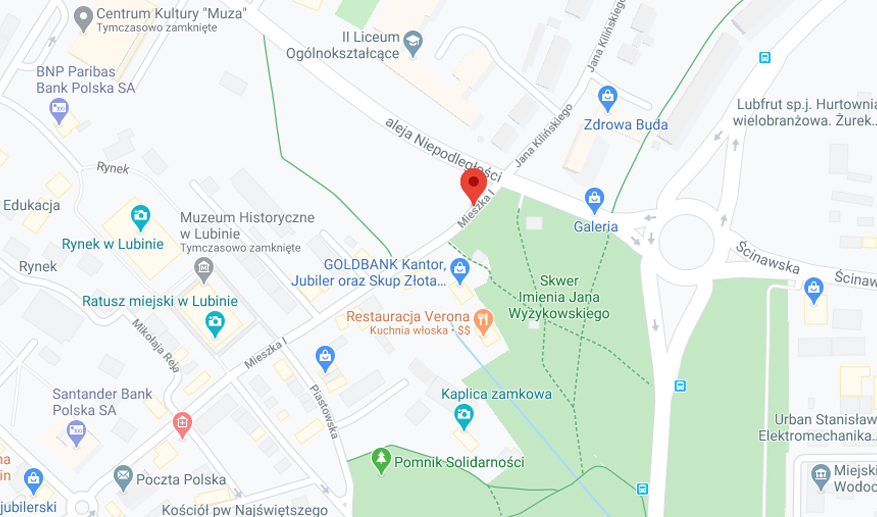 Centrum Kultury "Muza"
Tymczasowo zamknięte
II Liceum
Ogólnokształcące
BNP Paribas
Bank Polska SA
Jana Kilińskiego
Lubfrut sp.j. Hurtownia
wielobranżowa. Żurek...
Zdrowa Buda
aleja Niepodległości
Jana Kilińskiego
Rynek
Edukacja
Mieszka I
Muzeum Historyczne
w Lubinie
Tymczasowo zamknięte
Galeria
Rynek w Lubinie
Ścinawska
Ścinaw
Rynek
GOLDBANK Kantor,
Jubiler oraz Skup Złota...
Skwer
Imienia Jana
Wyżykowskiego
Ratusz miejski w Lubinie
Restauracja Verona
Kuchnia włoska • $$
Mikołaja Reja
Mieszka I
Piastowska
Santander Bank
Polska SA
Kaplica zamkowa
Urban Stanisław
Elektromechanika...
na
in
Pomnik Solidarności
Poczta Polska
Miejski
Wodoc
jubilerski
Kościół pw Najświętszego